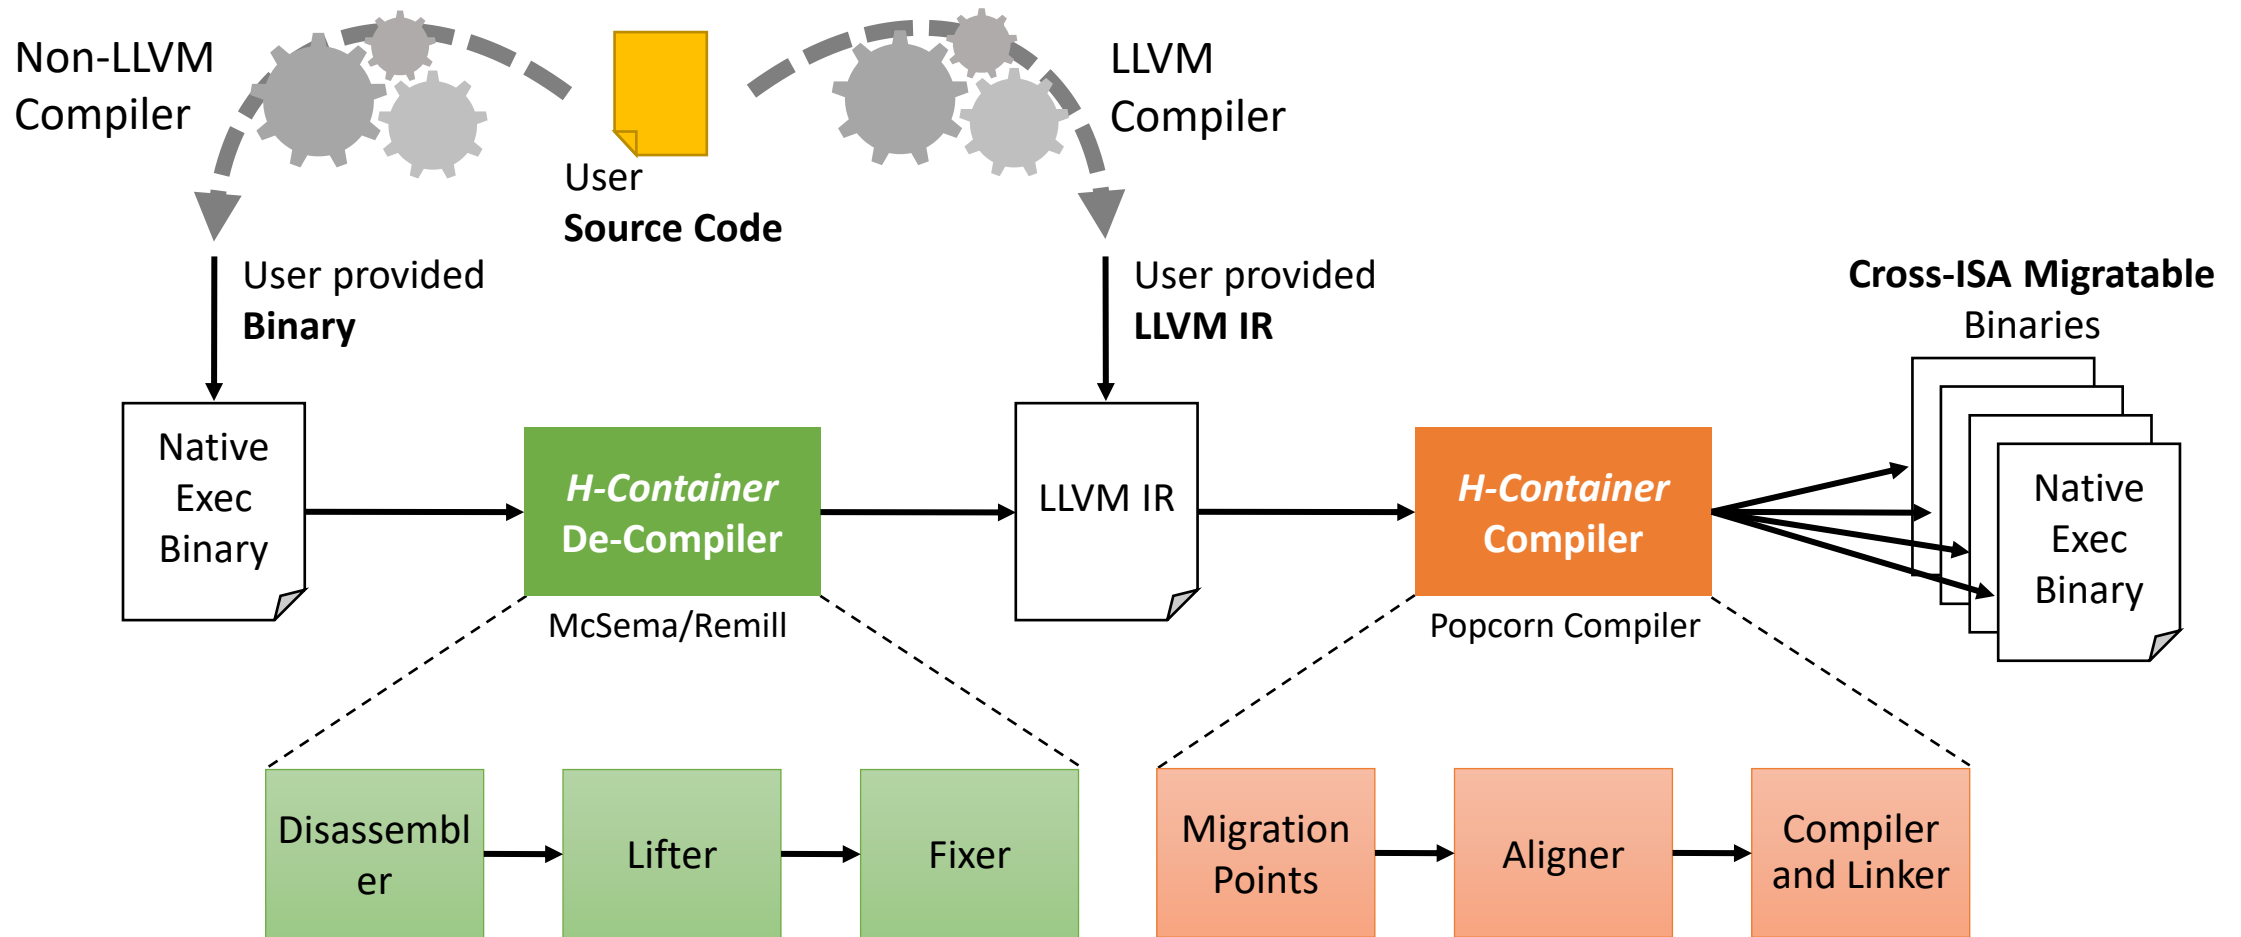 Non-LLVM
Compiler
LLVM
Compiler
User
Source Code
User provided
Binary
User provided
LLVM IR
Cross-ISA Migratable
Binaries
Native
Exec
Binary
H-Container
De-Compiler
McSema/Remill
LLVM IR
H-Container
Compiler
Popcorn Compiler
Native
Exec
Binary
Disassembl
er
Lifter
Fixer
Migration
Points
Aligner
Compiler
and Linker